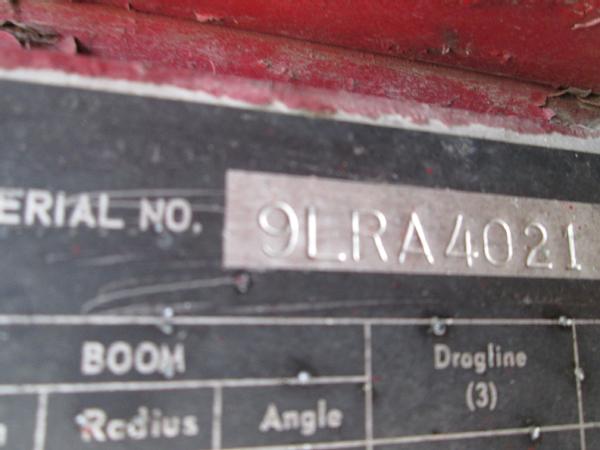 ERIAL NO. 9LRA4021
BOOM Dragline
(3)
Radius Angle